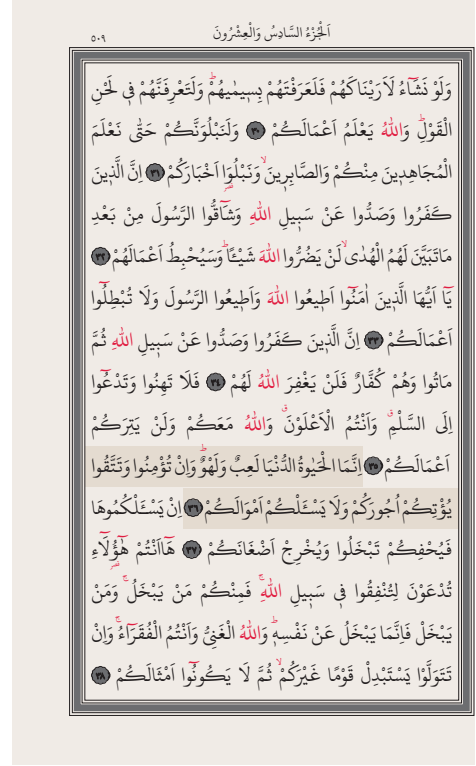 اَلْجُزْءُ السَّادِسُ وَالْعِشْرُونَ
٥٠٩
وَلَوْ نَشَٓاءُ لَاَرَيْنَاكَهُمْ فَلَعَرَفْتَهُمْ بِسِيمٰيهُمْۜ وَلَتَعْرِفَنَّهُمْ فٖي لَحْنِ
الْقَوْلِۜ وَاللّٰهُ يَعْلَمُ اَعْمَالَكُمْ ﴿٣٠﴾ وَلَنَبْلُوَنَّكُمْ حَتّٰى نَعْلَمَ
الْمُجَاهِدٖينَ مِنْكُمْ وَالصَّابِرٖينَۙ وَنَبْلُوَ۬ا اَخْبَارَكُمْ ﴿٣١﴾ اِنَّ الَّذٖينَ
كَفَرُوا وَصَدُّوا عَنْ سَبٖيلِ اللّٰهِ وَشَٓاقُّوا الرَّسُولَ مِنْ بَعْدِ
مَا تَبَيَّنَ لَهُمُ الْهُدٰىۙ لَنْ يَضُرُّوا اللّٰهَ شَيْـًٔاۜ وَسَيُحْبِطُ اَعْمَالَهُمْ ﴿٣٢﴾
يَٓا اَيُّهَا الَّذٖينَ اٰمَنُٓوا اَطٖيعُوا اللّٰهَ وَاَطٖيعُوا الرَّسُولَ وَلَا تُبْطِلُٓوا
اَعْمَالَكُمْ ﴿٣٣﴾ اِنَّ الَّذٖينَ كَفَرُوا وَصَدُّوا عَنْ سَبٖيلِ اللّٰهِ ثُمَّ
مَاتُوا وَهُمْ كُفَّارٌ فَلَنْ يَغْفِرَ اللّٰهُ لَهُمْ ﴿٣٤﴾ فَلَا تَهِنُوا وَتَدْعُٓوا
اِلَى السَّلْمِۗ وَاَنْتُمُ الْاَعْلَوْنَۗ وَاللّٰهُ مَعَكُمْ وَلَنْ يَتِرَكُمْ
اَعْمَالَكُمْ ﴿٣٥﴾ اِنَّمَا الْحَيٰوةُ الدُّنْيَا لَعِبٌ وَلَهْوٌۜ وَاِنْ تُؤْمِنُوا وَتَتَّقُوا
يُؤْتِكُمْ اُجُورَكُمْ وَلَا يَسْـَٔلْكُمْ اَمْوَالَكُمْ ﴿٣٦﴾ اِنْ يَسْـَٔلْكُمُوهَا
فَيُحْفِكُمْ تَبْخَلُوا وَيُخْرِجْ اَضْغَانَكُمْ ﴿٣٧﴾ هَٓا اَنْتُمْ هٰٓؤُ۬لَٓاءِ
تُدْعَوْنَ لِتُنْفِقُوا فٖي سَبٖيلِ اللّٰهِۚ فَمِنْكُمْ مَنْ يَبْخَلُۚ وَمَنْ
يَبْخَلْ فَاِنَّمَا يَبْخَلُ عَنْ نَفْسِهٖۜ وَاللّٰهُ الْغَنِيُّ وَاَنْتُمُ الْفُقَرَٓاءُۚ وَاِنْ
تَتَوَلَّوْا يَسْتَبْدِلْ قَوْمًا غَيْرَكُمْۙ ثُمَّ لَا يَكُونُٓوا اَمْثَالَكُمْ ﴿٣٨﴾